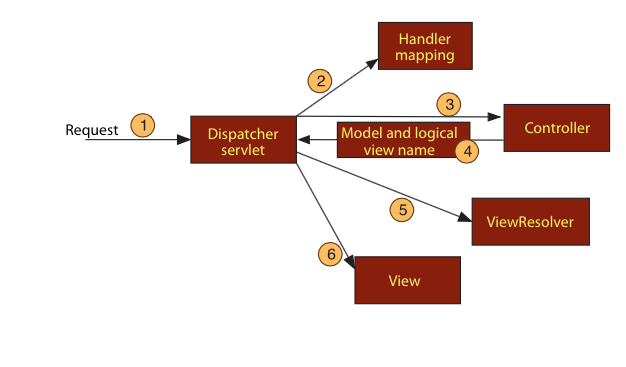 Handler
mapping
2
3
1
Request
Dispatcher
servlet
Model and logical
view name
4
Controller
5
ViewResolver
6
View